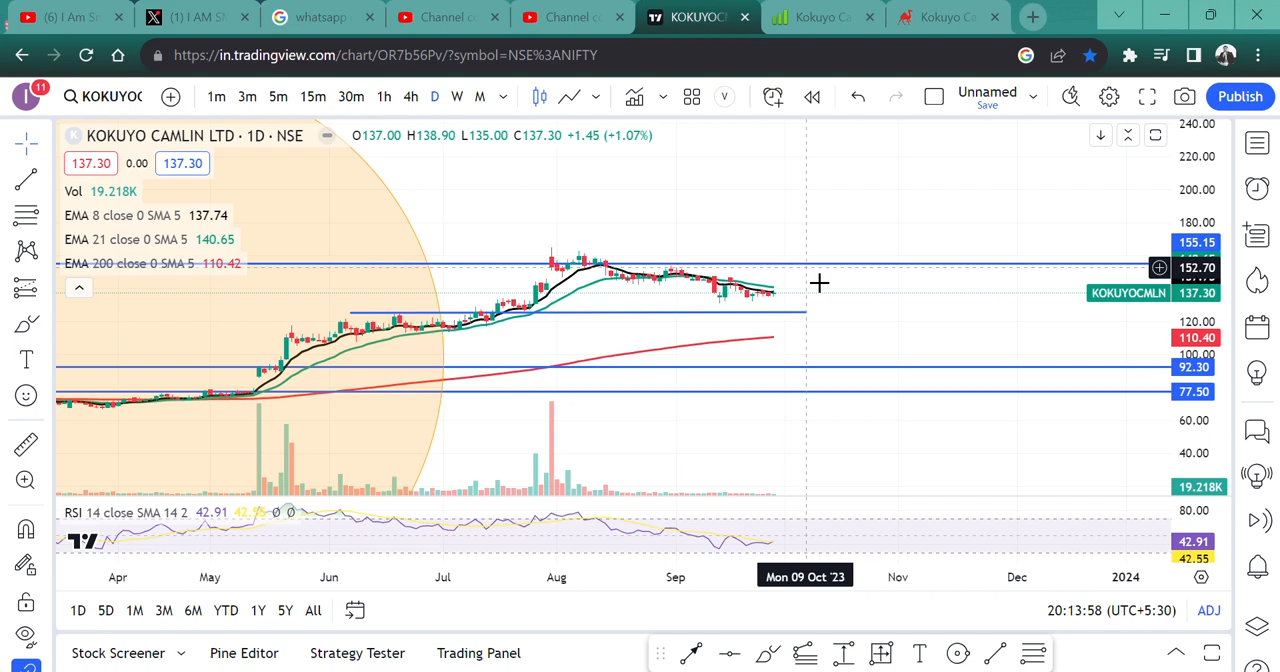 (6) I Am Sm
(1) I AM SM
whatsapp
Channel co
Channel co
KOKUYOC
Kokuyo Ca
Kokuyo Ca
https://in.tradingview.com/chart/OR7b56Pv/?symbol=NSE%3ANIFTY
I 11 KOKUYOC 1m 3m 5m 15m 30m 1h 4h D W M V Unnamed Save Publish
K KOKUYO CAMLIN LTD · 1D · NSE O137.00 H138.90 L135.00 C137.30 +1.45 (+1.07%)
137.30 0.00 137.30
Vol 19.218K
EMA 8 close 0 SMA 5 137.74
EMA 21 close 0 SMA 5 140.65
EMA 200 close 0 SMA 5 110.42
240.00
220.00
200.00
180.00
155.15
152.70
KOKUYOCMLN 137.30
120.00
110.40
100.00
92.30
77.50
60.00
40.00
19.218K
RSI 14 close SMA 14 2 42.91 42.55 Ø Ø
80.00
42.91
42.55
Apr May Jun Jul Aug Sep Mon 09 Oct '23 Nov Dec 2024
1D 5D 1M 3M 6M YTD 1Y 5Y All 20:13:58 (UTC+5:30) ADJ
Stock Screener Pine Editor Strategy Tester Trading Panel